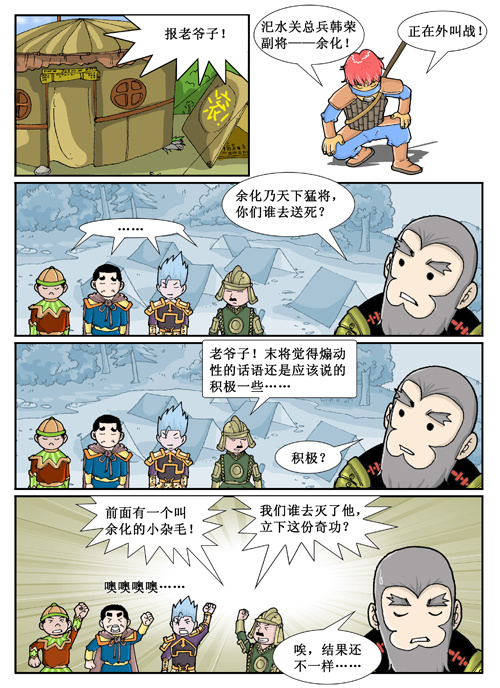 报老爷子！
汜水关总兵韩荣
副将——余化！
正在外叫战！
余化乃天下猛将，
你们谁去送死？
……
老爷子！末将觉得煽动
性的话语还是应该说的
积极一些……
积极？
前面有一个叫
余化的小杂毛！
我们谁去灭了他，
立下这份奇功？
噢噢噢噢……
唉，结果还
不一样……